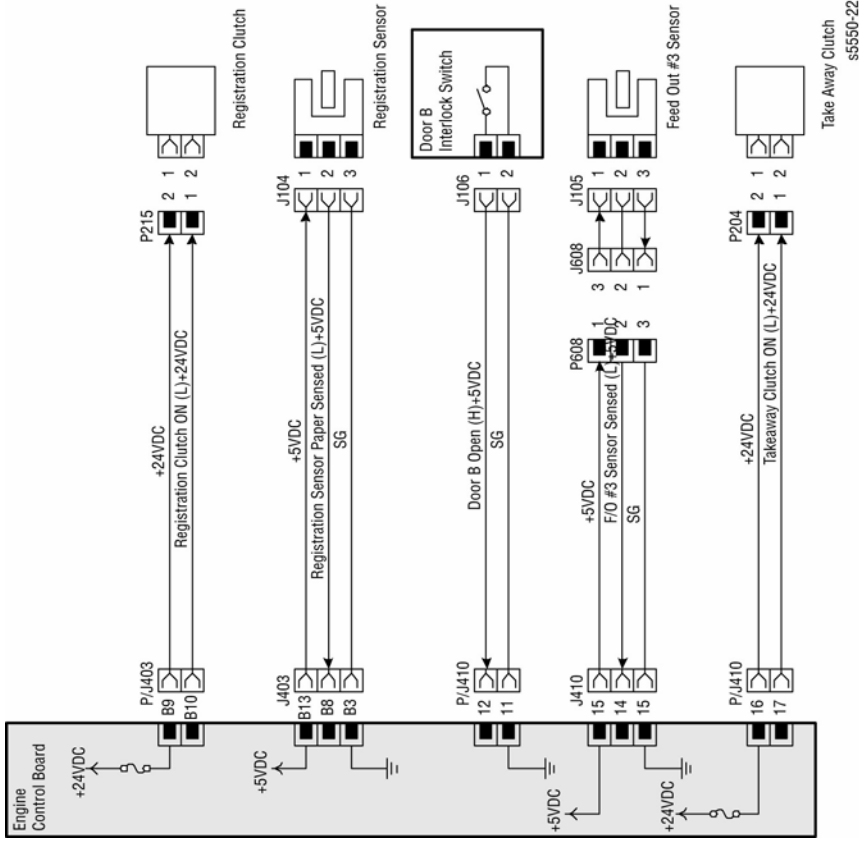 Engine
Control Board
+24VDC
P/J403
B9
B10
+24VDC
Registration Clutch ON (L)+24VDC
P215
2
1
1
2
Registration Clutch
+5VDC
J403
B13
B8
B3
+5VDC
Registration Sensor Paper Sensed (L)+5VDC
SG
J104
1
2
3
Registration Sensor
P/J410
12
11
Door B Open (H)+5VDC
SG
J106
1
2
Door B
Interlock Switch
+5VDC
J410
15
14
15
+5VDC
F/O #3 Sensor Sensed (L)+5VDC
SG
P608
1
2
3
J608
3
2
1
J105
1
2
3
Feed Out #3 Sensor
+24VDC
P/J410
16
17
+24VDC
Takeaway Clutch ON (L)+24VDC
P204
2
1
1
2
Take Away Clutch
s5550-22